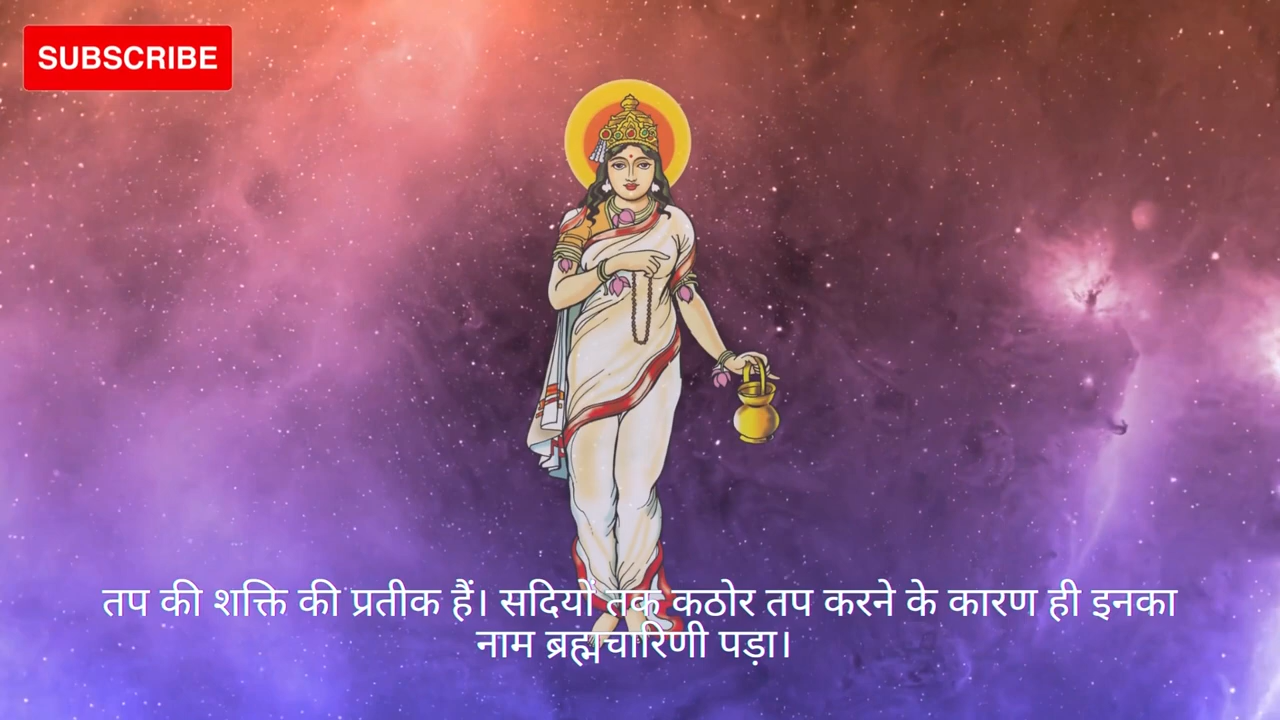 SUBSCRIBE
तप की शक्ति की प्रतीक हैं। सदियों तक कठोर तप करने के कारण ही इनका
नाम ब्रह्मचारिणी पड़ा।